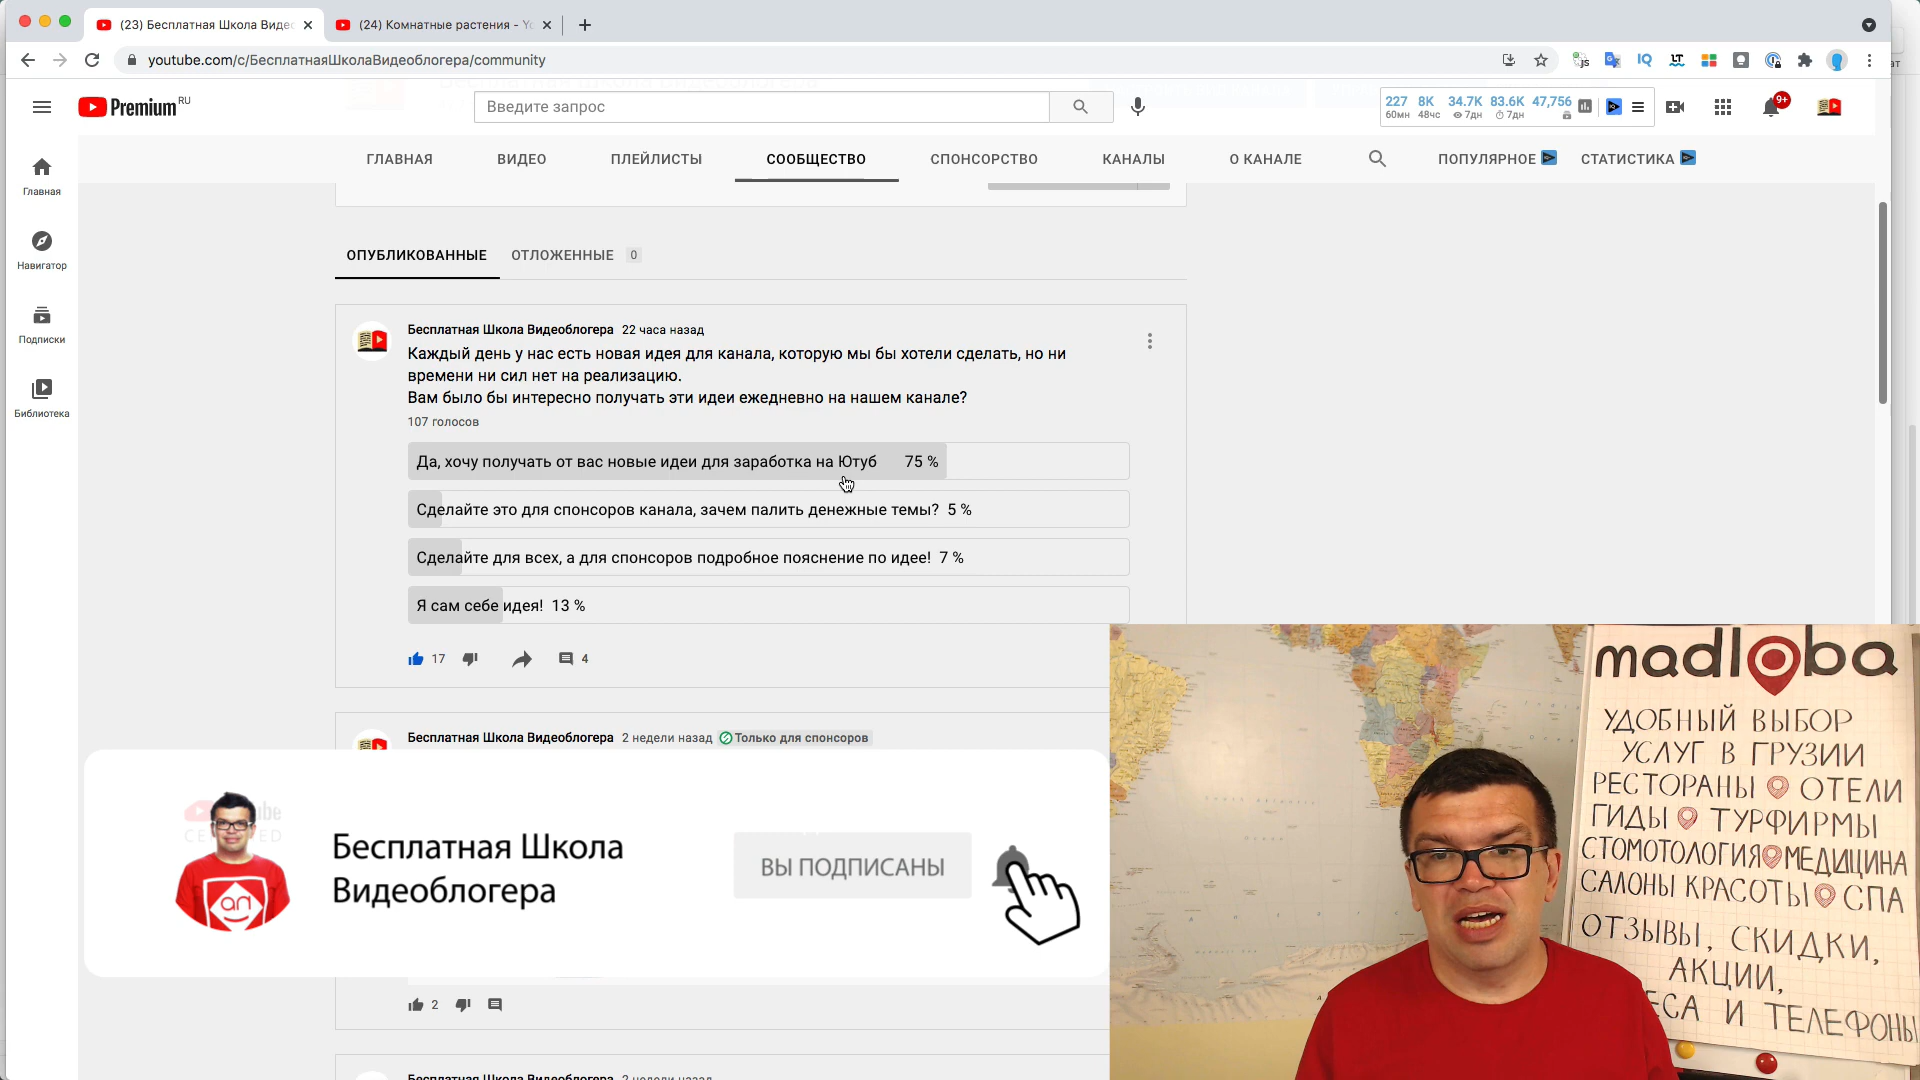 (23) Бесплатная Школа Видео
(24) Комнатные растения - Yo
youtube.com/c/БесплатнаяШколаВидеоблогера/community
Premium RU
Введите запрос
227 8K 34.7K 83.6K 47,756
60мн 48чс 7дн 7дн
9+
Главная
Навигатор
Подписки
Библиотека
ГЛАВНАЯ ВИДЕО ПЛЕЙЛИСТЫ СООБЩЕСТВО СПОНСОРСТВО КАНАЛЫ О КАНАЛЕ ПОПУЛЯРНОЕ СТАТИСТИКА
ОПУБЛИКОВАННЫЕ ОТЛОЖЕННЫЕ 0
Бесплатная Школа Видеоблогера 22 часа назад
Каждый день у нас есть новая идея для канала, которую мы бы хотели сделать, но ни
времени ни сил нет на реализацию.
Вам было бы интересно получать эти идеи ежедневно на нашем канале?
107 голосов
Да, хочу получать от вас новые идеи для заработка на Ютуб 75 %
Сделайте это для спонсоров канала, зачем палить денежные темы? 5 %
Сделайте для всех, а для спонсоров подробное пояснение по идее! 7 %
Я сам себе идея! 13 %
17 4
Бесплатная Школа Видеоблогера 2 недели назад Только для спонсоров
Бесплатная Школа
Видеоблогера
ВЫ ПОДПИСАНЫ
2
Бесплатная Школа Видеоблогера 2 недели назад
madloba
УДОБНЫЙ ВЫБОР
УСЛУГ В ГРУЗИИ
РЕСТОРАНЫ ОТЕЛИ
ГИДЫ ТУРФИРМЫ
СТОМОТОЛОГИЯ МЕДИЦИНА
САЛОНЫ КРАСОТЫ СПА
ОТЗЫВЫ, СКИДКИ,
АКЦИИ,
ЕСА И ТЕЛЕФОНЫ